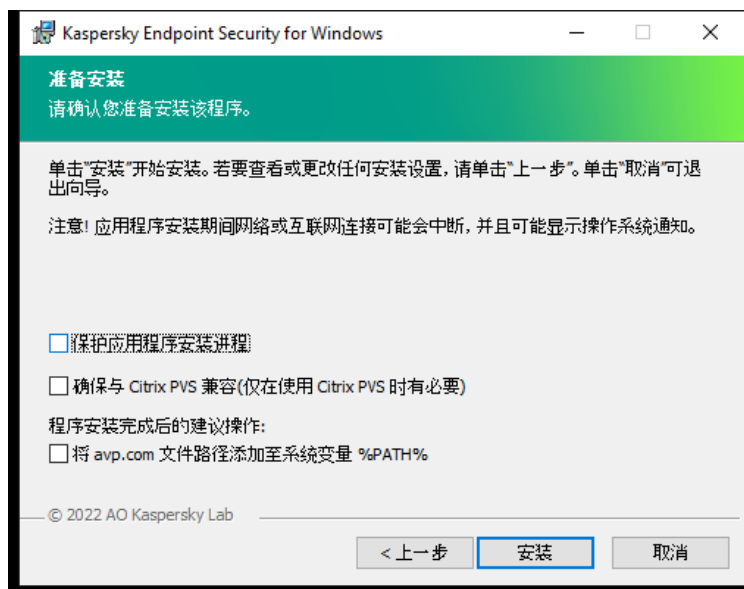 Kaspersky Endpoint Security for Windows
准备安装
请确认您准备安装该程序。
单击"安装"开始安装。若要查看或更改任何安装设置, 请单击"上一步"。单击"取消"可退
出向导。
注意! 应用程序安装期间网络或互联网连接可能会中断, 并且可能显示操作系统通知。
保护应用程序安装进程
确保与 Citrix PVS 兼容(仅在使用 Citrix PVS 时有必要)
程序安装完成后的建议操作:
将 avp.com 文件路径添加至系统变量 %PATH%
© 2022 AO Kaspersky Lab
< 上一步 安装 取消